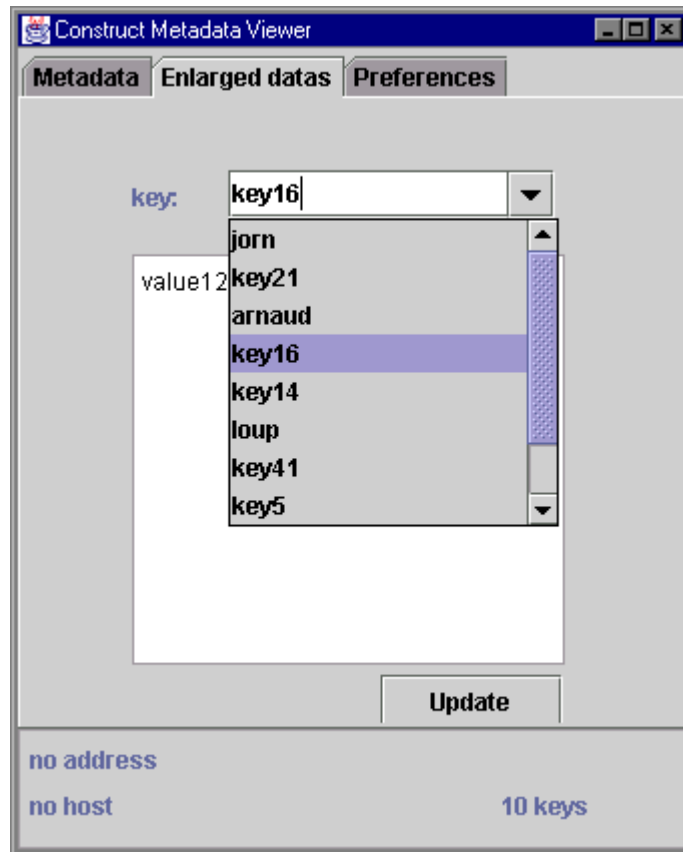 Construct Metadata Viewer
Metadata Enlarged datas Preferences
key: key16
jorn
value12 key21
arnaud
key16
key14
loup
key41
key5
Update
no address
no host 10 keys